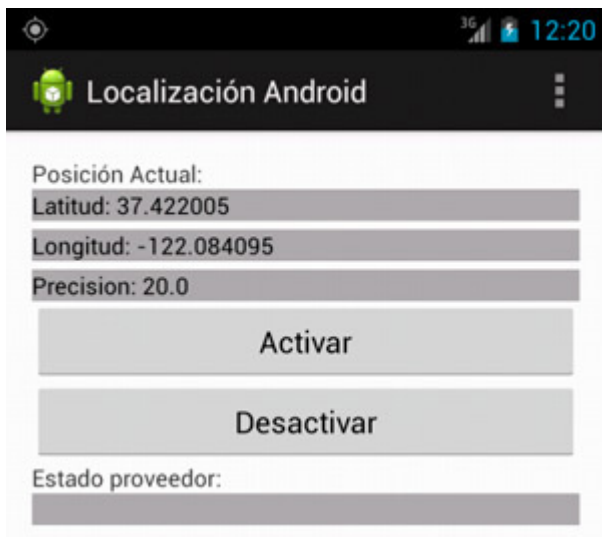 3G 12:20
Localización Android
Posición Actual:
Latitud: 37.422005
Longitud: -122.084095
Precision: 20.0
Activar
Desactivar
Estado proveedor: